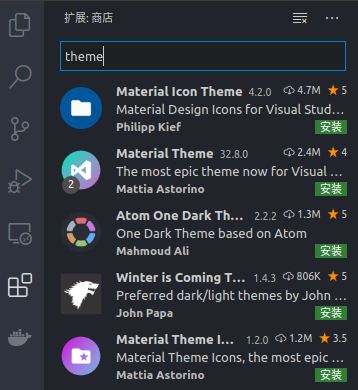 扩展: 商店
theme
Material Icon Theme 4.2.0 4.7M 5
Material Design Icons for Visual Stud...
Philipp Kief 安装
Material Theme 32.8.0 2.4M 4
The most epic theme now for Visual ...
2
Mattia Astorino 安装
Atom One Dark Th... 2.2.2 1.3M 5
One Dark Theme based on Atom
Mahmoud Ali 安装
Winter is Coming T... 1.4.3 806K 5
Preferred dark/light themes by John ...
John Papa 安装
Material Theme I... 1.2.0 1.2M 3.5
Material Theme Icons, the most epic ...
Mattia Astorino 安装